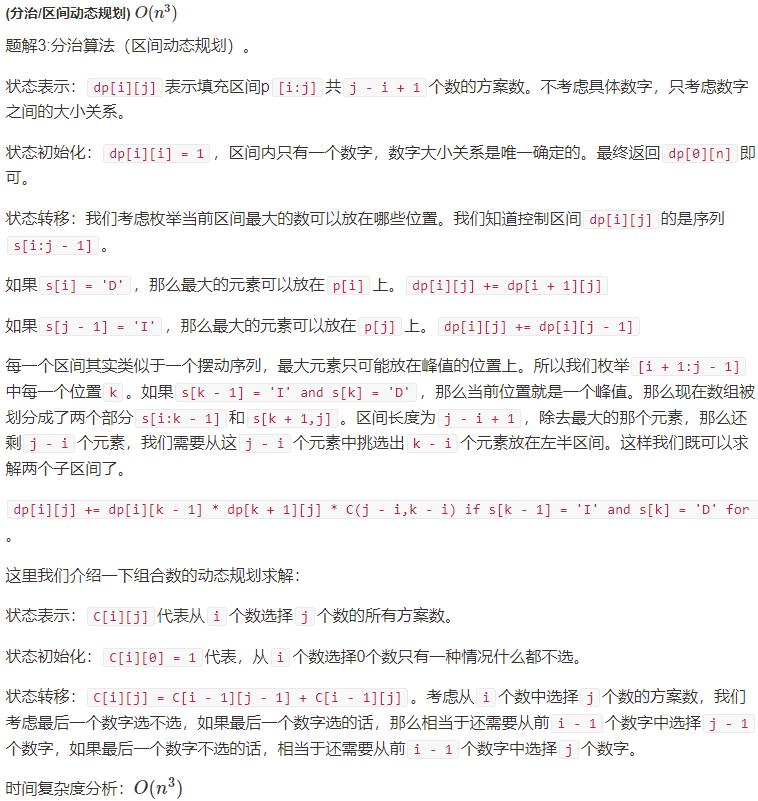 (分治/区间动态规划) O(n³)
题解3:分治算法（区间动态规划）。
状态表示：dp[i][j]表示填充区间p [i:j] 共 j - i + 1 个数的方案数。不考虑具体数字，只考虑数字
之间的大小关系。
状态初始化：dp[i][i] = 1 ，区间内只有一个数字，数字大小关系是唯一确定的。最终返回 dp[0][n] 即
可。
状态转移：我们考虑枚举当前区间最大的数可以放在哪些位置。我们知道控制区间 dp[i][j] 的是序列
s[i:j - 1] 。
如果 s[i] = 'D' ，那么最大的元素可以放在 p[i] 上。 dp[i][j] += dp[i + 1][j]
如果 s[j - 1] = 'I' ，那么最大的元素可以放在 p[j] 上。 dp[i][j] += dp[i][j - 1]
每一个区间其实类似于一个摆动序列，最大元素只可能放在峰值的位置上。所以我们枚举 [i + 1:j - 1]
中每一个位置 k 。如果 s[k - 1] = 'I' and s[k] = 'D' ，那么当前位置就是一个峰值。那么现在数组被
划分成了两个部分 s[i:k - 1] 和 s[k + 1,j] 。区间长度为 j - i + 1 ，除去最大的那个元素，那么还
剩 j - i 个元素，我们需要从这 j - i 个元素中挑选出 k - i 个元素放在左半区间。这样我们既可以求
解两个子区间了。
dp[i][j] += dp[i][k - 1] * dp[k + 1][j] * C(j - i,k - i) if s[k - 1] = 'I' and s[k] = 'D' for
。
这里我们介绍一下组合数的动态规划求解：
状态表示： C[i][j] 代表从 i 个数选择 j 个数的所有方案数。
状态初始化： C[i][0] = 1 代表，从 i 个数选择0个数只有一种情况什么都不选。
状态转移： C[i][j] = C[i - 1][j - 1] + C[i - 1][j] 。考虑从 i 个数中选择 j 个数的方案数，我们
考虑最后一个数字选不选，如果最后一个数字选的话，那么相当于还需要从前 i - 1 个数字中选择 j - 1
个数字，如果最后一个数字不选的话，相当于还需要从前 i - 1 个数字中选择 j 个数字。
时间复杂度分析：O(n³)